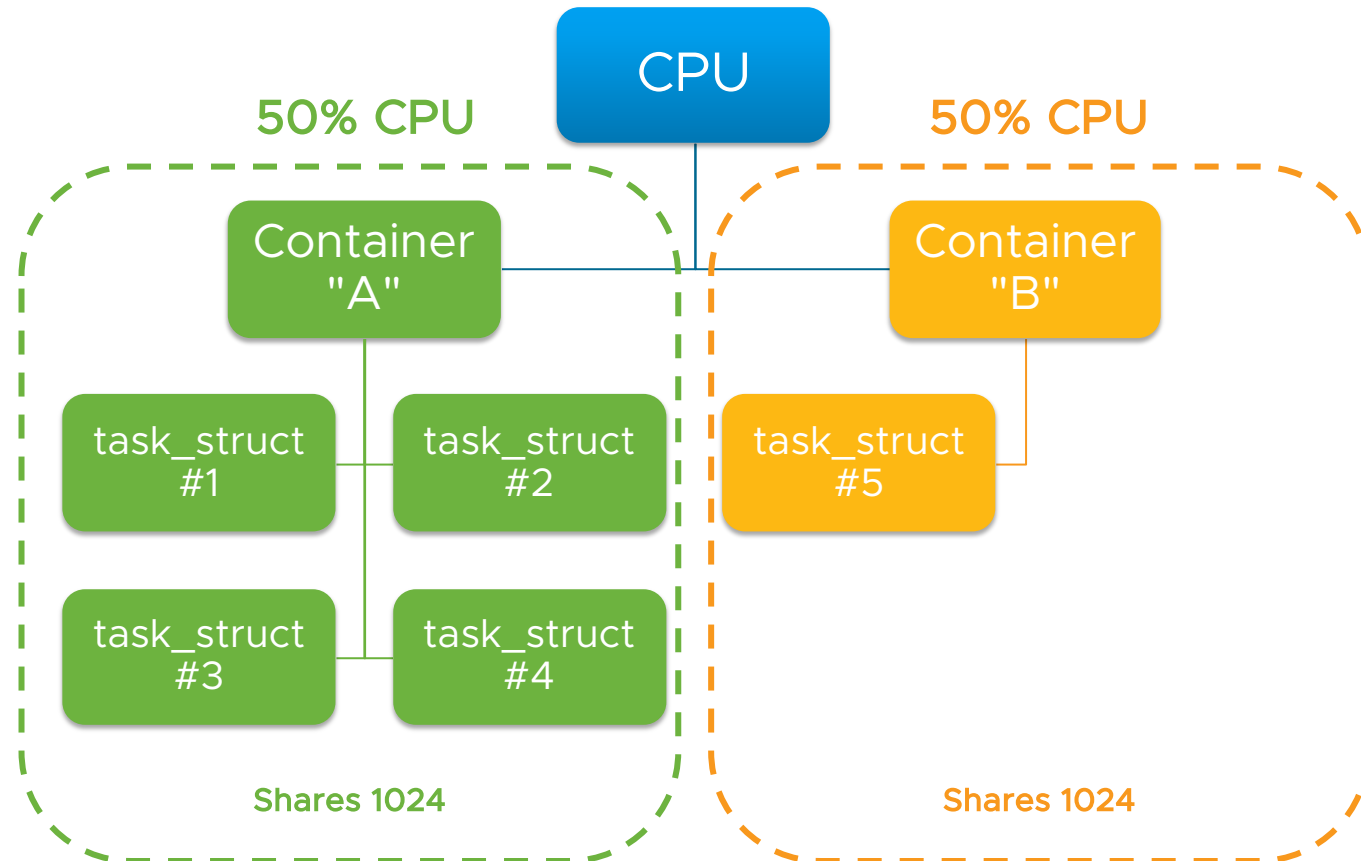 CPU
50% CPU
50% CPU
Container
"A"
Container
"B"
task_struct
#1
task_struct
#2
task_struct
#5
task_struct
#3
task_struct
#4
Shares 1024
Shares 1024